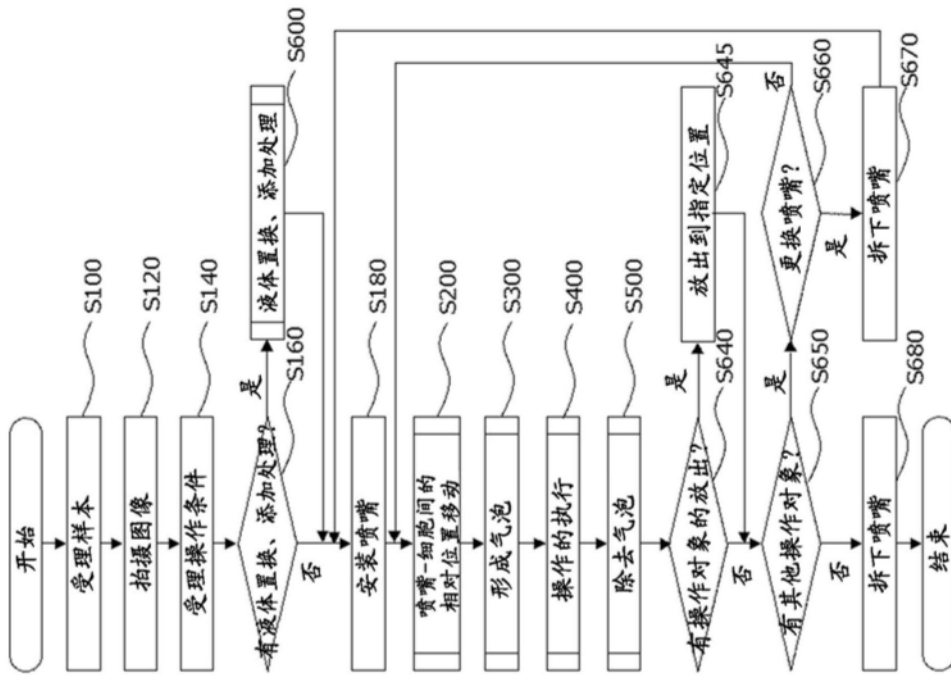 开始
受理样本
S100
拍摄图像
S120
受理操作条件
S140
有液体置换、添加处理?
S160
是
否
液体置换、添加处理
S600
安装喷嘴
S180
喷嘴-细胞间的
相对位置移动
S200
形成气泡
S300
操作的执行
S400
除去气泡
S500
有操作对象的放出?
S640
是
否
放出到指定位置
S645
有其他操作对象?
S650
是
否
更换喷嘴?
S660
否
是
拆下喷嘴
S670
拆下喷嘴
S680
结束